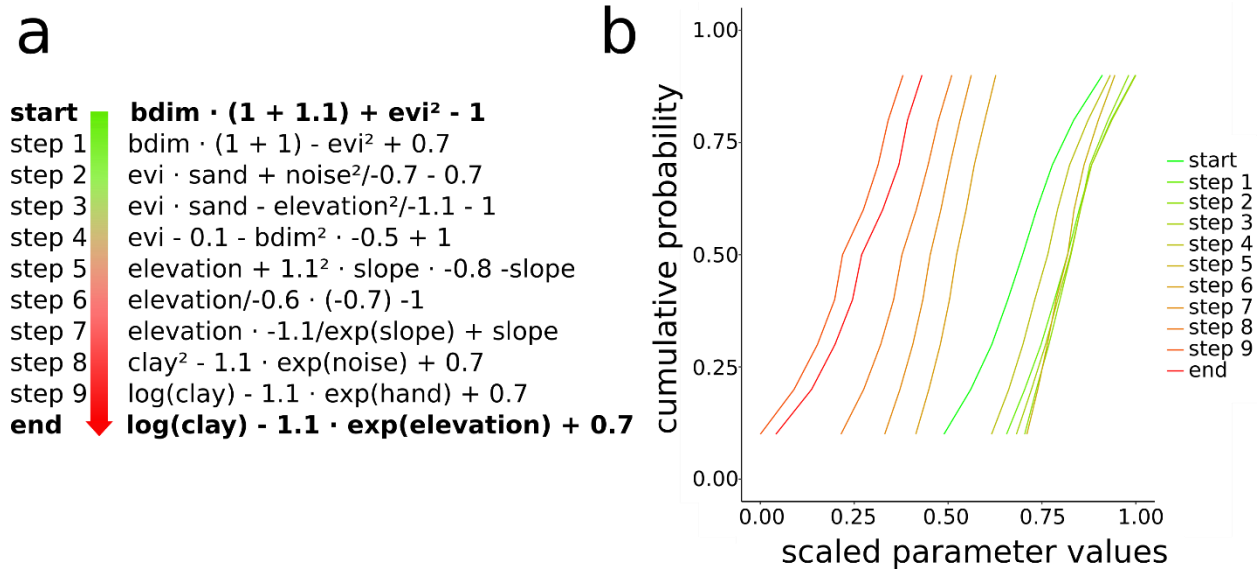 a
start bdim · (1 + 1.1) + evi² - 1
step 1 bdim · (1 + 1) - evi² + 0.7
step 2 evi · sand + noise²/-0.7 - 0.7
step 3 evi · sand - elevation²/-1.1 - 1
step 4 evi - 0.1 - bdim² · -0.5 + 1
step 5 elevation + 1.1² · slope · -0.8 -slope
step 6 elevation/-0.6 · (-0.7) -1
step 7 elevation · -1.1/exp(slope) + slope
step 8 clay² - 1.1 · exp(noise) + 0.7
step 9 log(clay) - 1.1 · exp(hand) + 0.7
end log(clay) - 1.1 · exp(elevation) + 0.7
b
cumulative probability
1.00
0.75
0.50
0.25
0.00
0.00 0.25 0.50 0.75 1.00
scaled parameter values
start
step 1
step 2
step 3
step 4
step 5
step 6
step 7
step 8
step 9
end